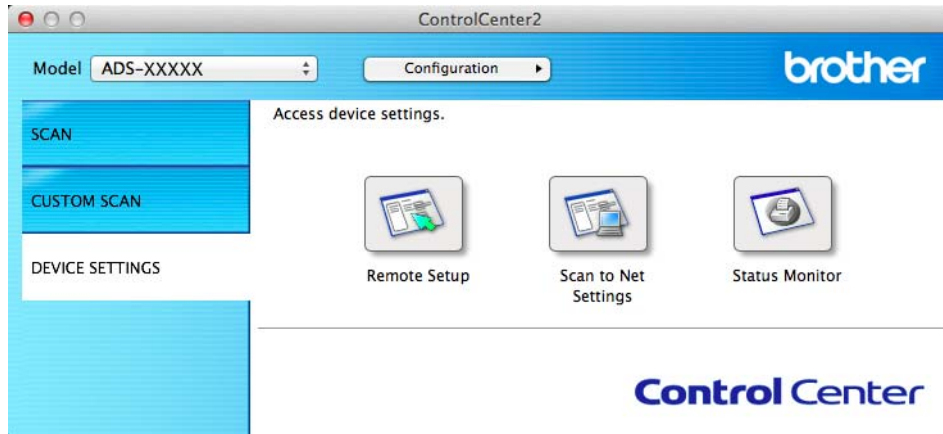 ControlCenter2
Model ADS-XXXXX Configuration brother
SCAN
CUSTOM SCAN
DEVICE SETTINGS
Access device settings.
Remote Setup
Scan to Net
Settings
Status Monitor
Control Center